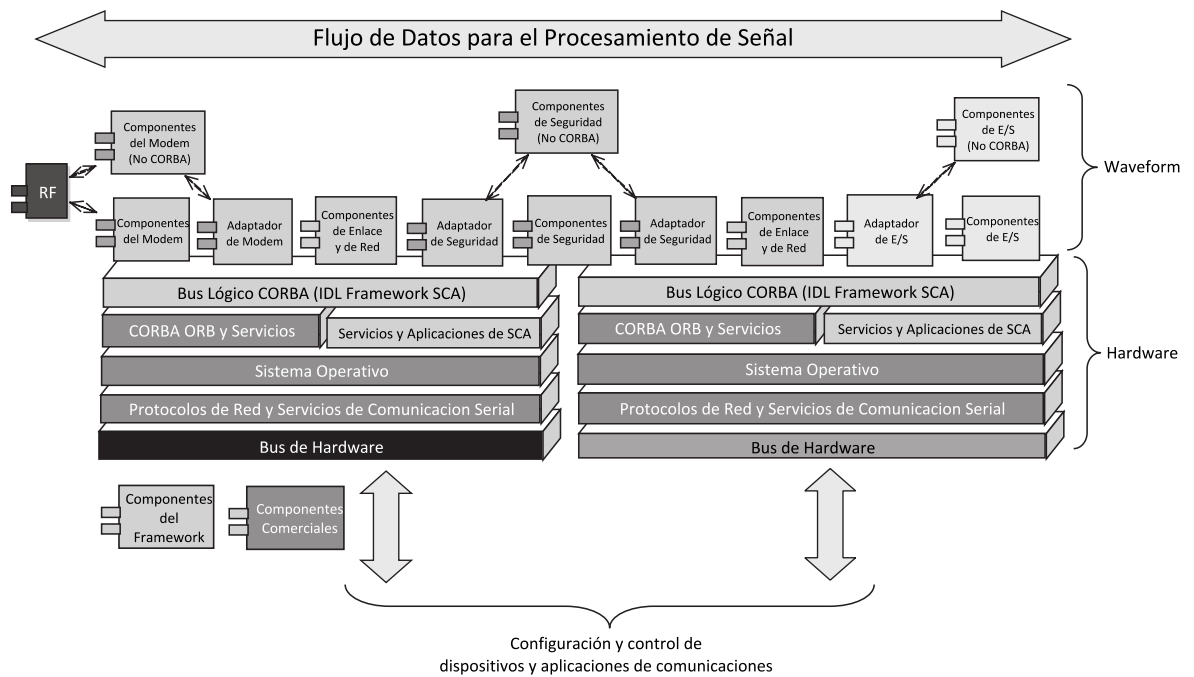 Flujo de Datos para el Procesamiento de Señal
Componentes
del Modem
(No CORBA)
Componentes
de Seguridad
(No CORBA)
Componentes
de E/S
(No CORBA)
Waveform
RF
Componentes
del Modem
Adaptador
de Modem
Componentes
de Enlace
y de Red
Adaptador
de Seguridad
Componentes
de Seguridad
Adaptador
de Seguridad
Componentes
de Enlace
y de Red
Adaptador
de E/S
Componentes
de E/S
Bus Lógico CORBA (IDL Framework SCA)
CORBA ORB y Servicios
Servicios y Aplicaciones de SCA
Sistema Operativo
Protocolos de Red y Servicios de Comunicacion Serial
Bus de Hardware
Bus Lógico CORBA (IDL Framework SCA)
CORBA ORB y Servicios
Servicios y Aplicaciones de SCA
Sistema Operativo
Protocolos de Red y Servicios de Comunicacion Serial
Bus de Hardware
Hardware
Componentes
del
Framework
Componentes
Comerciales
Configuración y control de
dispositivos y aplicaciones de comunicaciones